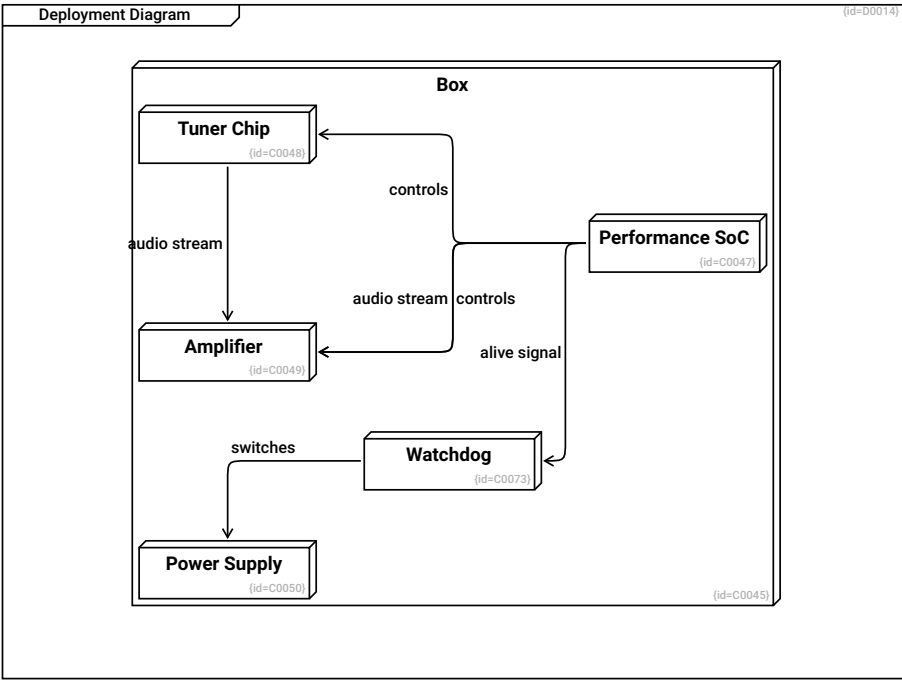 Deployment Diagram
{id=D0014}
Box
Tuner Chip
{id=C0048}
controls
Performance SoC
{id=C0047}
audio stream
audio stream controls
Amplifier
{id=C0049}
alive signal
switches
Watchdog
{id=C0073}
Power Supply
{id=C0050}
{id=C0045}